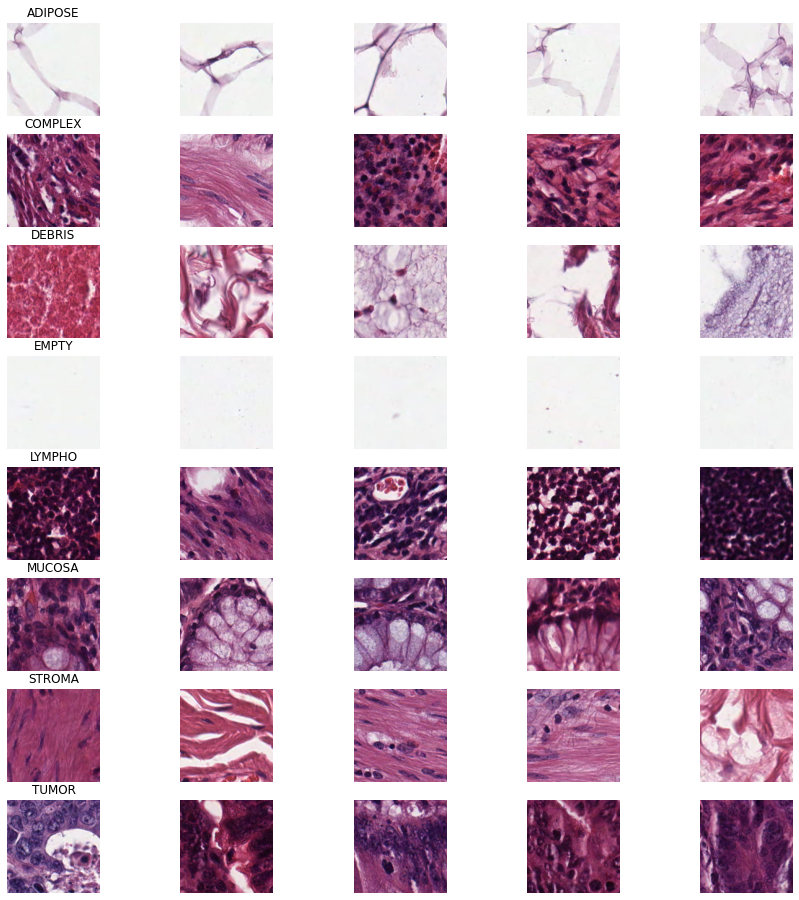 ADIPOSE
COMPLEX
DEBRIS
EMPTY
LYMPHO
MUCOSA
STROMA
TUMOR